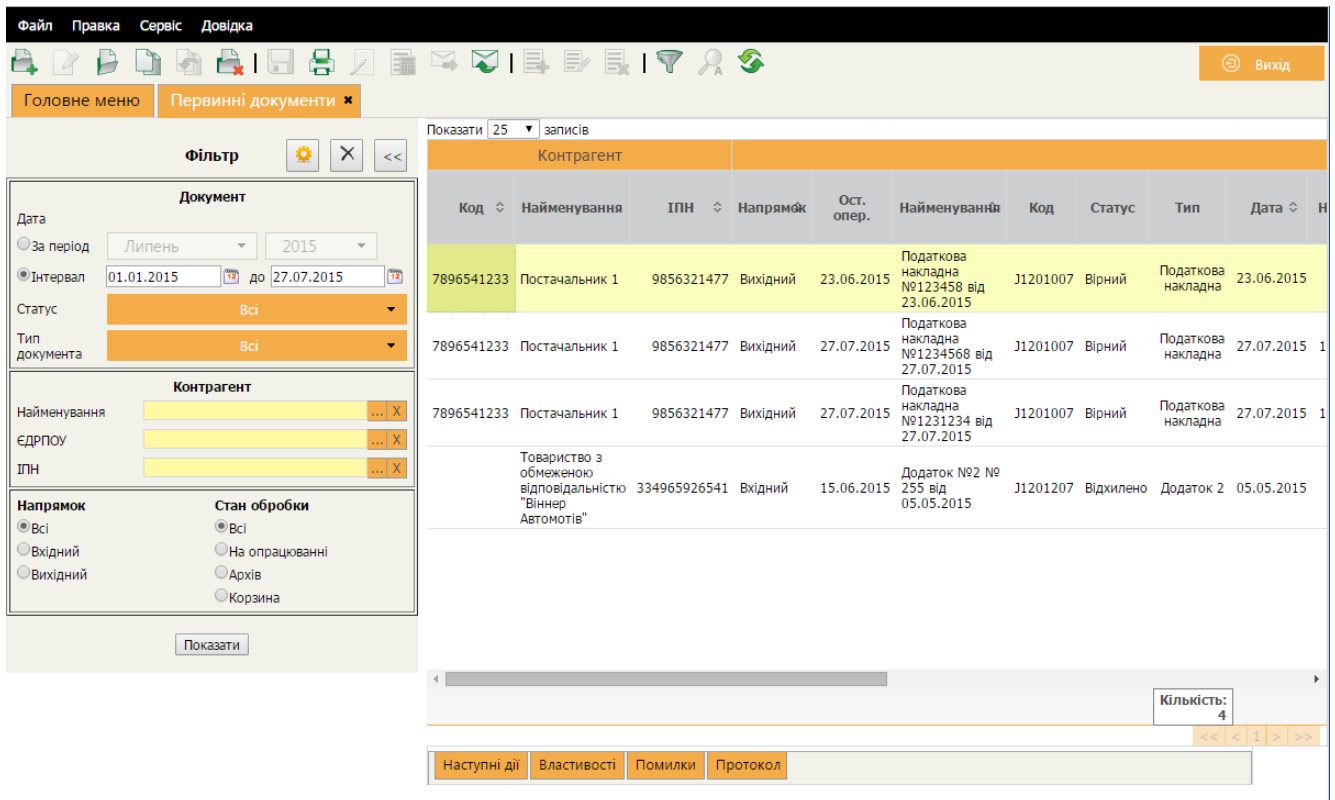 Файл Правка Сервіс Довідка
Вихід
Головне меню Первинні документи ✖
Фільтр X <<
Документ
Дата
За період Липень 2015
Інтервал 01.01.2015 до 27.07.2015
Статус Всі
Тип
документа
Всі
Контрагент
Найменування ... X
ЄДРПОУ ... X
ІПН ... X
Напрямок Стан обробки
Всі Всі
Вхідний На опрацюванні
Вихідний Архів
Корзина
Показати
Показати 25 записів
Контрагент
Код Найменування ІПН Напрямок Ост. опер. Найменування Код Статус Тип Дата Н
7896541233 Постачальник 1 9856321477 Вихідний 23.06.2015 Податкова накладна №123458 від 23.06.2015 J1201007 Вірний Податкова накладна 23.06.2015
7896541233 Постачальник 1 9856321477 Вихідний 27.07.2015 Податкова накладна №1234568 від 27.07.2015 J1201007 Вірний Податкова накладна 27.07.2015 1
7896541233 Постачальник 1 9856321477 Вихідний 27.07.2015 Податкова накладна №1231234 від 27.07.2015 J1201007 Вірний Податкова накладна 27.07.2015 1
Товариство з обмеженою відповідальністю "Віннер Автомотів" 334965926541 Вхідний 15.06.2015 Додаток №2 № 255 від 05.05.2015 J1201207 Відхилено Додаток 2 05.05.2015
Кількість:
4
<< < 1 > >>
Наступні дії Властивості Помилки Протокол